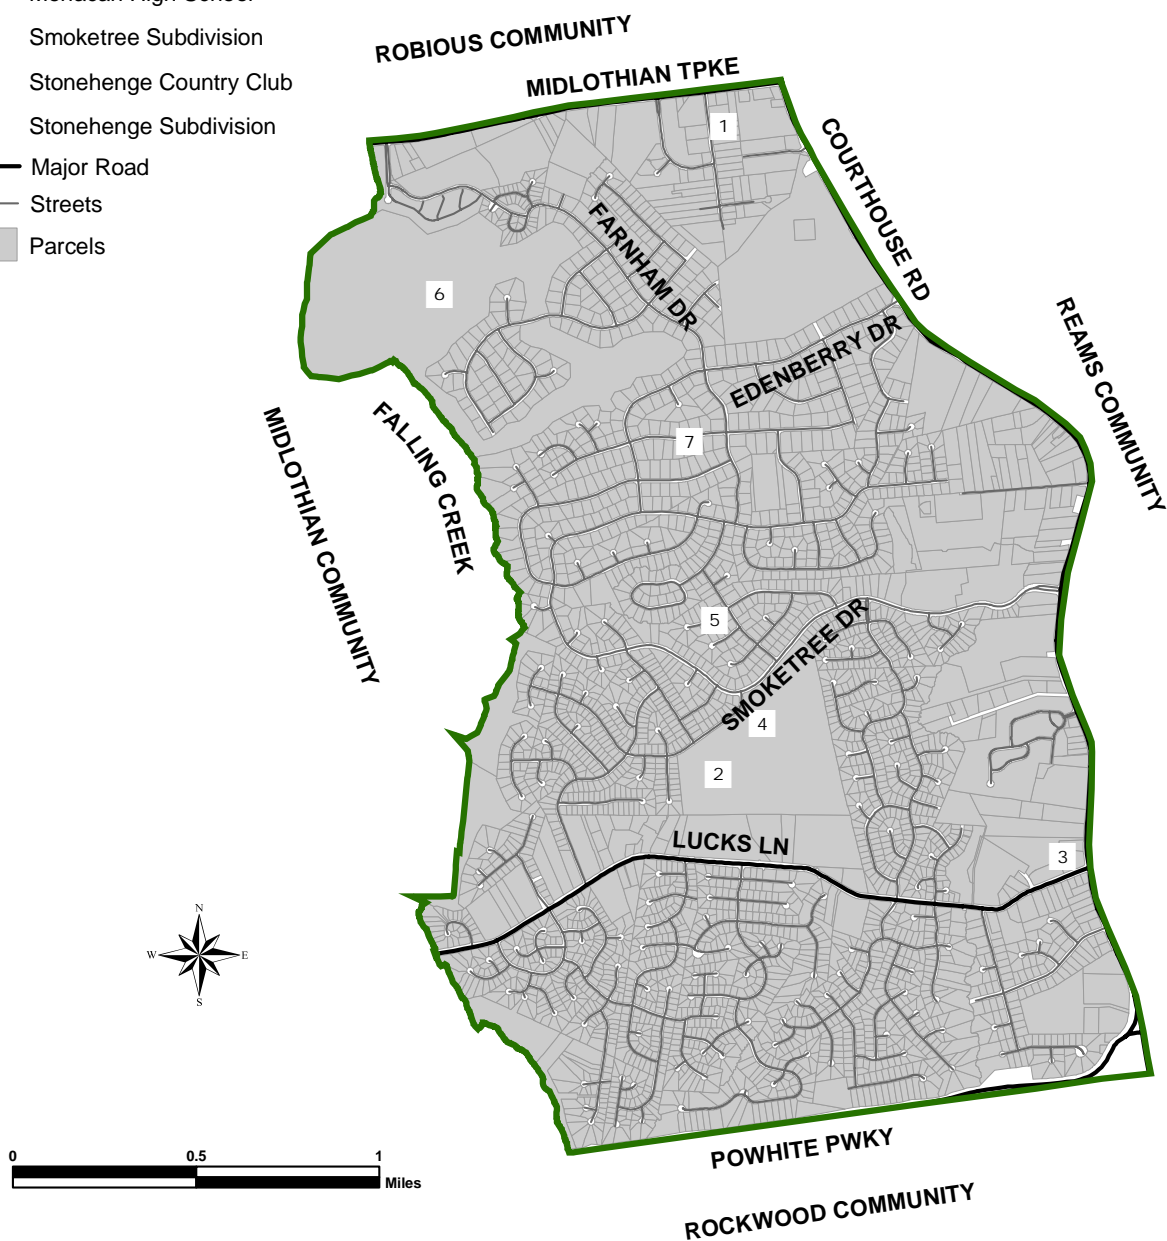 Smoketree Subdivision
Stonehenge Country Club
Stonehenge Subdivision
Major Road
Streets
Parcels
ROBIOUS COMMUNITY
MIDLOTHIAN TPKE
1
COURTHOUSE RD
FARNHAM DR
6
EDENBERRY DR
REAMS COMMUNITY
MIDLOTHIAN COMMUNITY
FALLING CREEK
7
5
SMOKETREE DR
4
2
LUCKS LN
3
N
W
E
S
0 0.5 1
Miles
POWHITE PWKY
ROCKWOOD COMMUNITY